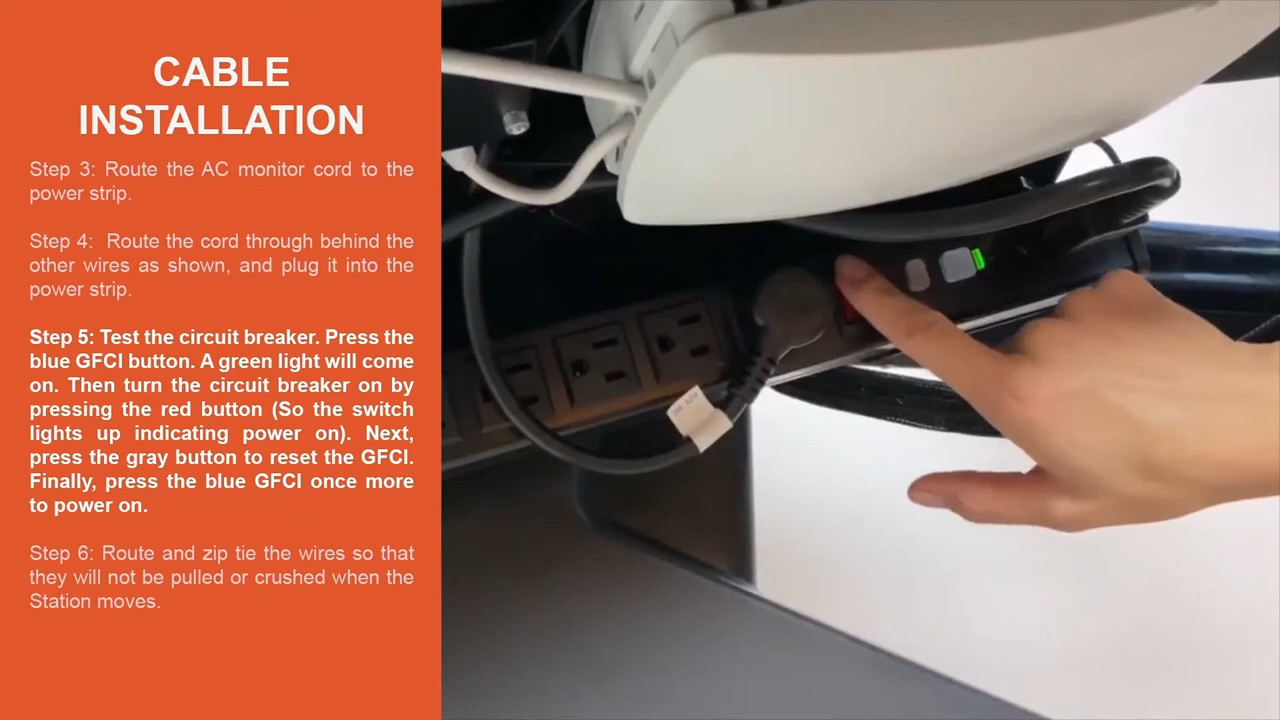 CABLE
INSTALLATION
Step 3: Route the AC monitor cord to the
power strip.
Step 4: Route the cord through behind the
other wires as shown, and plug it into the
power strip.
Step 5: Test the circuit breaker. Press the
blue GFCI button. A green light will come
on. Then turn the circuit breaker on by
pressing the red button (So the switch
lights up indicating power on). Next,
press the gray button to reset the GFCI.
Finally, press the blue GFCI once more
to power on.
Step 6: Route and zip tie the wires so that
they will not be pulled or crushed when the
Station moves.